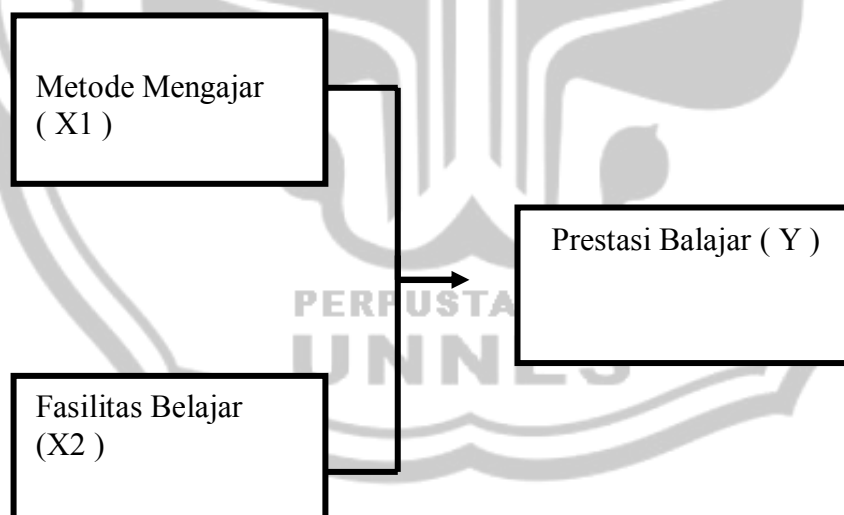 Metode Mengajar
( X1 )
Prestasi Balajar ( Y )
PERPUSTA
UNNES
Fasilitas Belajar
(X2 )